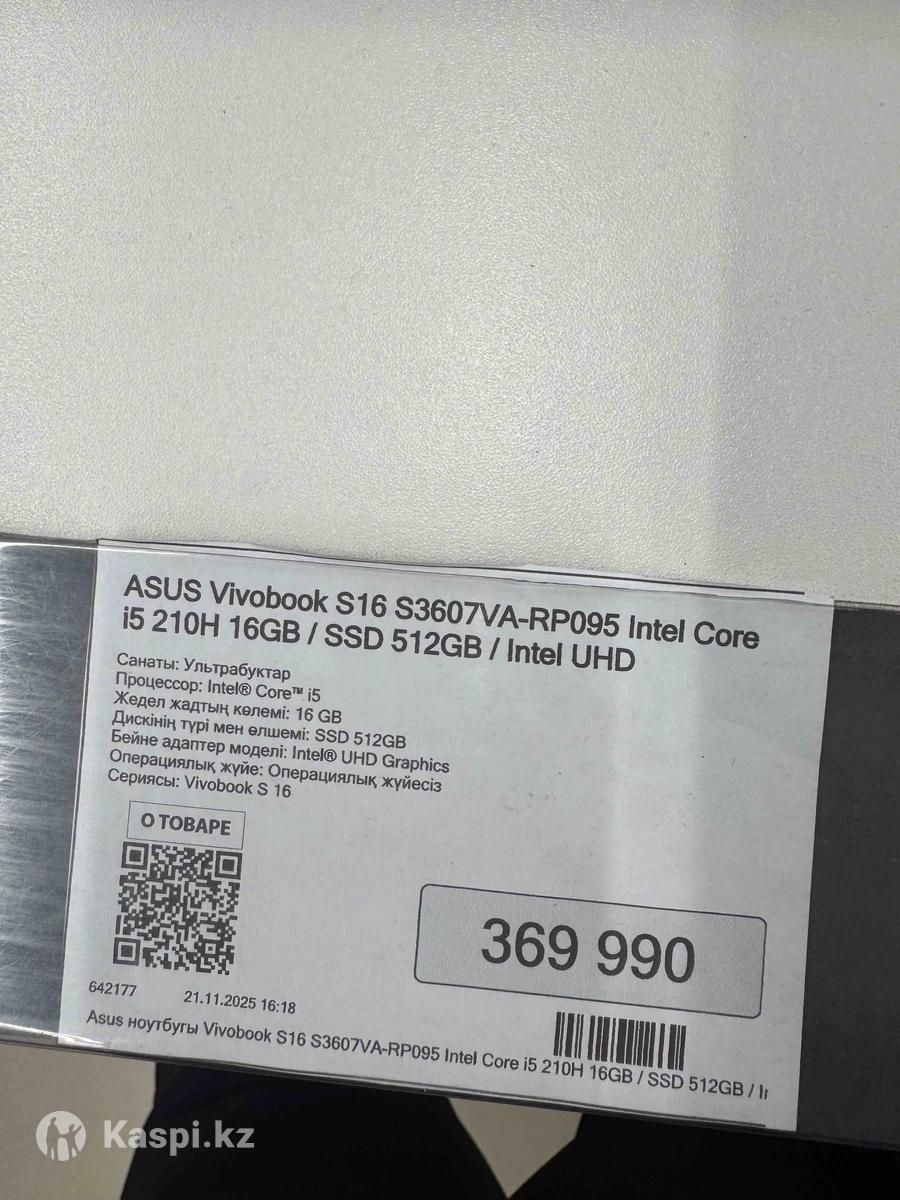 ASUS Vivobook S16 S3607VA-RP095 Intel Core
i5 210H 16GB / SSD 512GB / Intel UHD
Санаты: Ультрабуктар
Процессор: Intel® Core™ i5
Жедел жадтың көлемі: 16 GB
Дискінің түрі мен өлшемі: SSD 512GB
Бейне адаптер моделі: Intel® UHD Graphics
Операциялық жүйе: Операциялық жүйесіз
Сериясы: Vivobook S 16
О ТОВАРЕ
369 990
642177 21.11.2025 16:18
Asus ноутбугы Vivobook S16 S3607VA-RP095 Intel Core i5 210H 16GB / SSD 512GB / Ir
Kaspi.kz